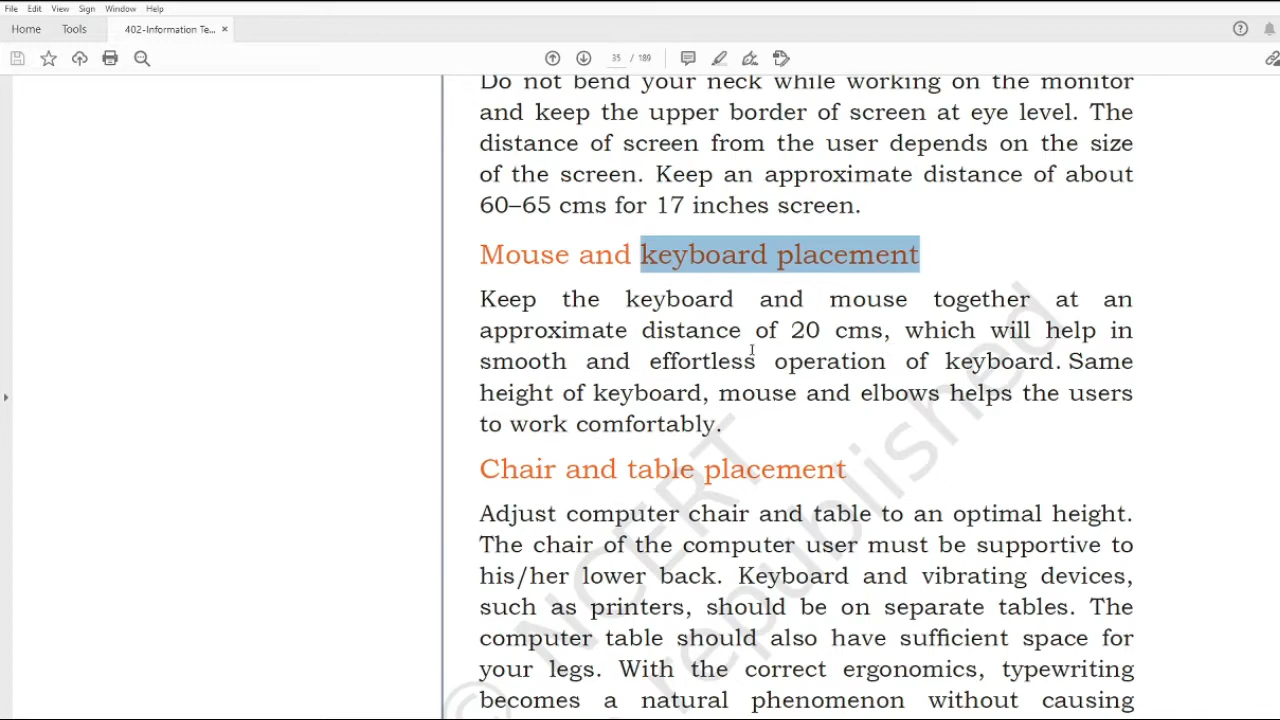 File Edit View Sign Window Help
Home Tools 402-Information Te... ×
35 / 189
Do not bend your neck while working on the monitor
and keep the upper border of screen at eye level. The
distance of screen from the user depends on the size
of the screen. Keep an approximate distance of about
60–65 cms for 17 inches screen.
Mouse and keyboard placement
Keep the keyboard and mouse together at an
approximate distance of 20 cms, which will help in
smooth and effortless operation of keyboard. Same
height of keyboard, mouse and elbows helps the users
to work comfortably.
Chair and table placement
Adjust computer chair and table to an optimal height.
The chair of the computer user must be supportive to
his/her lower back. Keyboard and vibrating devices,
such as printers, should be on separate tables. The
computer table should also have sufficient space for
your legs. With the correct ergonomics, typewriting
becomes a natural phenomenon without causing
© NCERT
republished